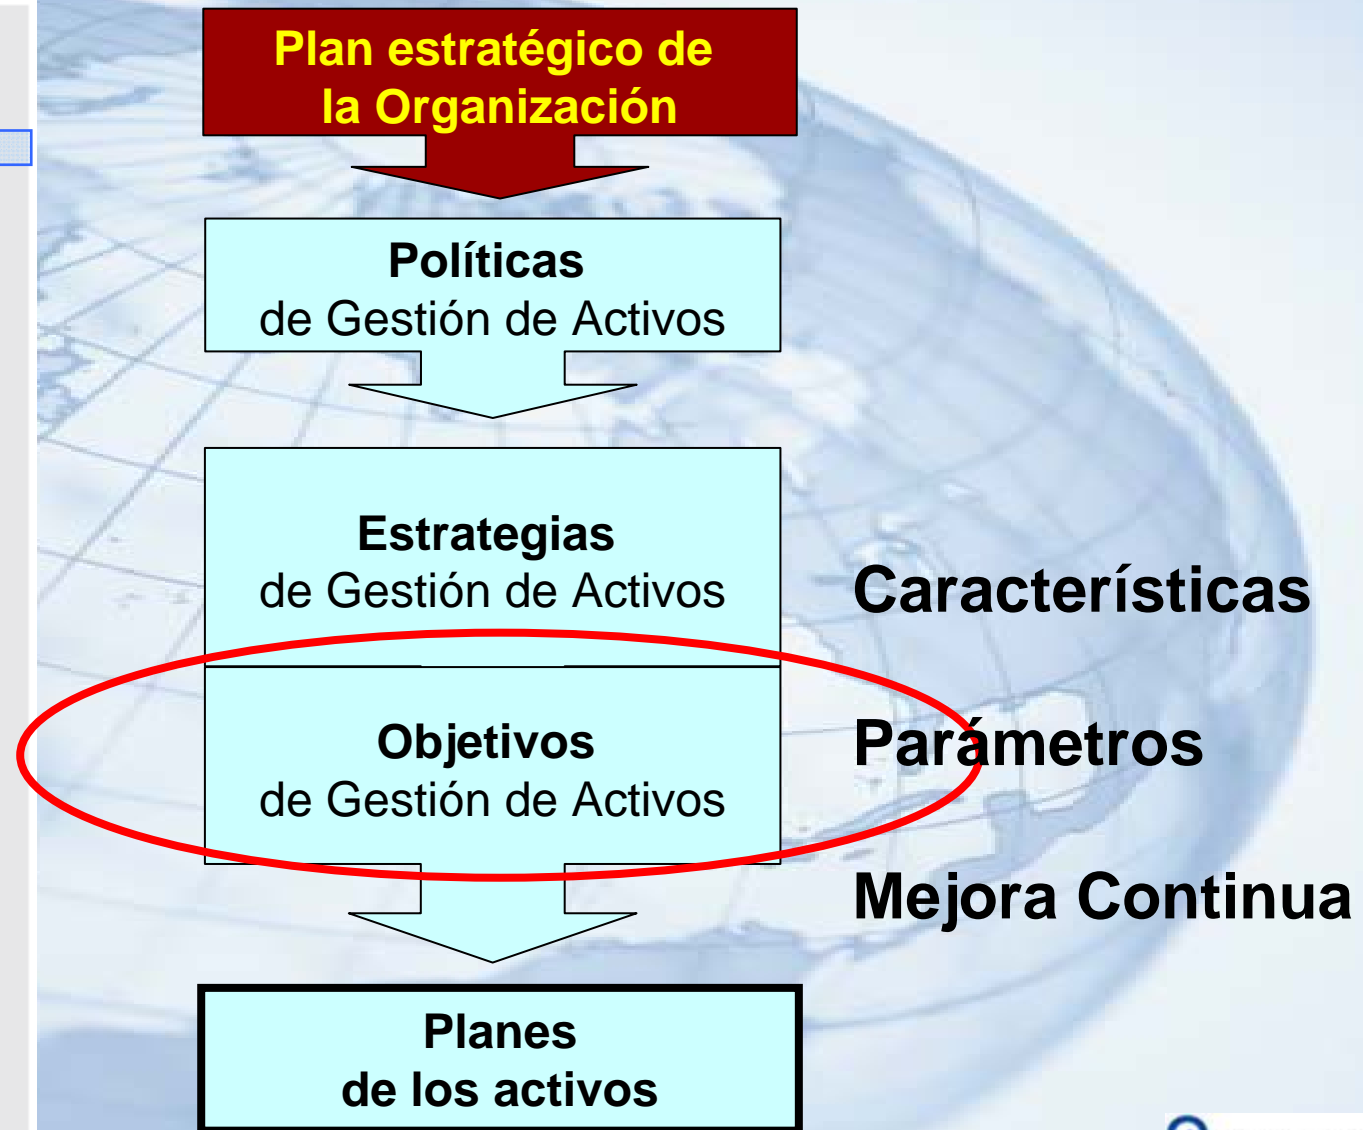 Plan estratégico de
la Organización
Políticas
de Gestión de Activos
Estrategias
de Gestión de Activos
Características
Objetivos
de Gestión de Activos
Parámetros
Mejora Continua
Planes
de los activos